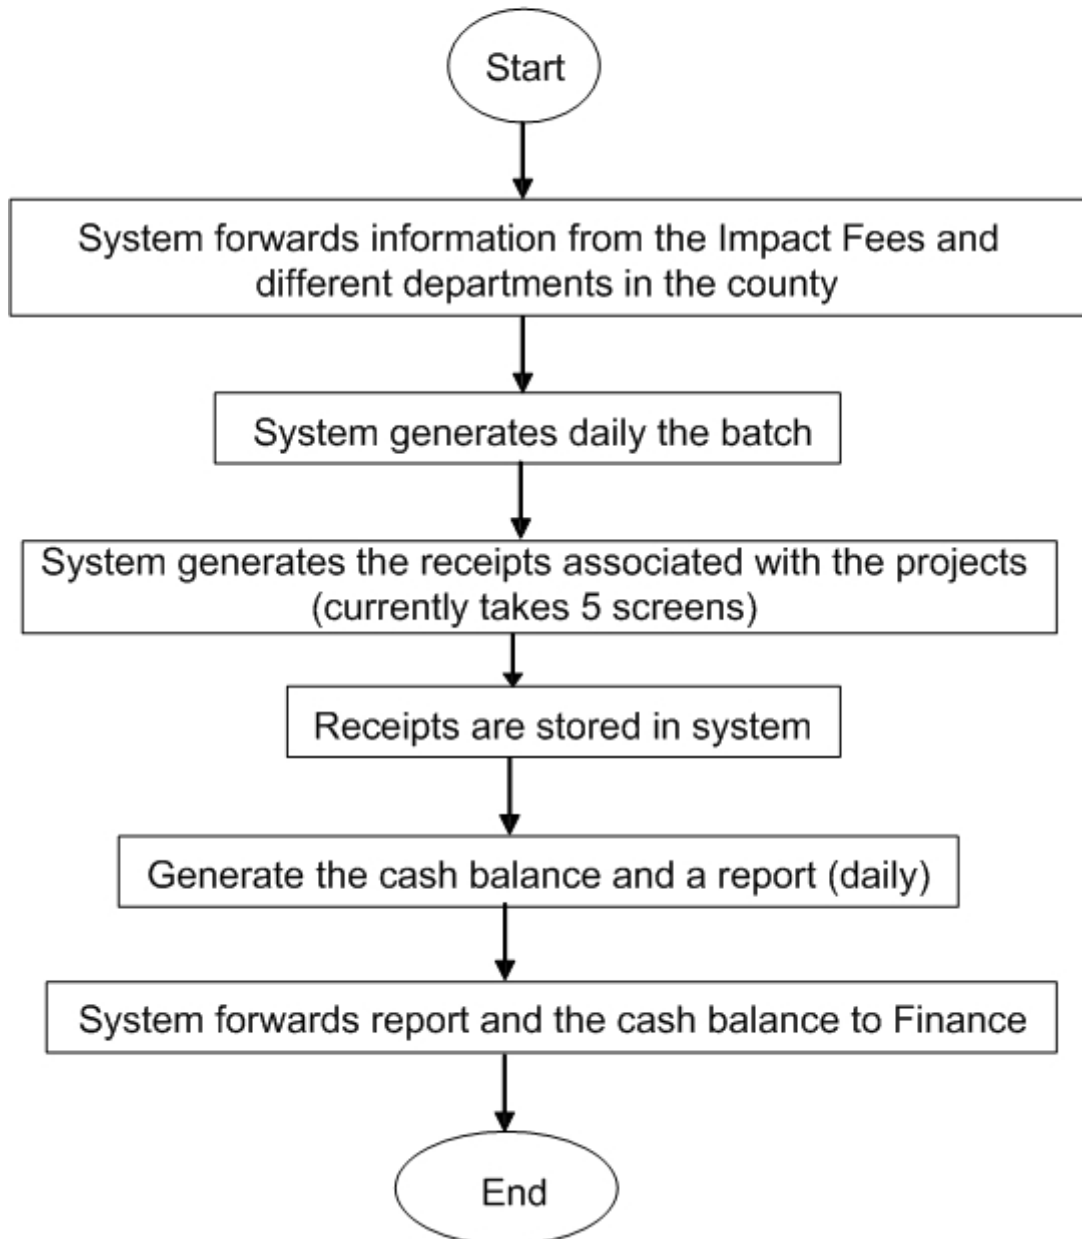 Start
System forwards information from the Impact Fees and
different departments in the county
System generates daily the batch
System generates the receipts associated with the projects
(currently takes 5 screens)
Receipts are stored in system
Generate the cash balance and a report (daily)
System forwards report and the cash balance to Finance
End